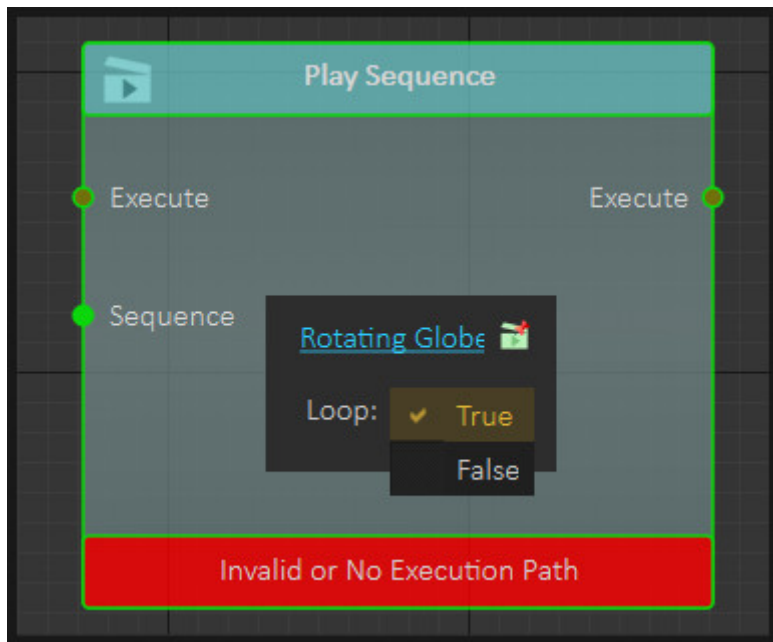 Play Sequence
Execute
Execute
Sequence
Rotating Globe
Loop:
True
False
Invalid or No Execution Path